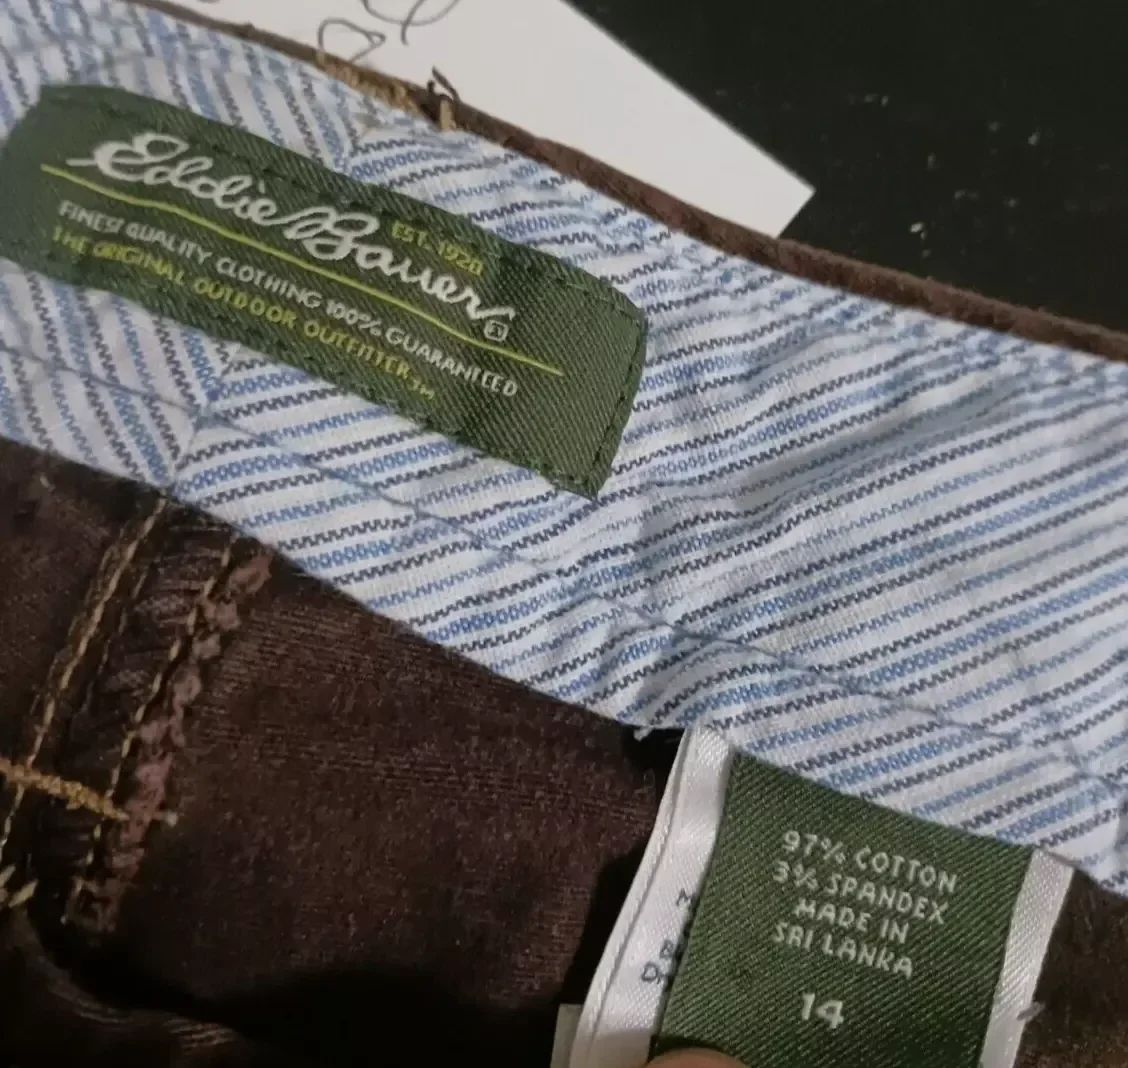 Eddie Bauer
EST. 1920
FINEST QUALITY CLOTHING 100% GUARANTEED
THE ORIGINAL OUTDOOR OUTFITTER.™
97% COTTON
3% SPANDEX
MADE IN
SRI LANKA
14